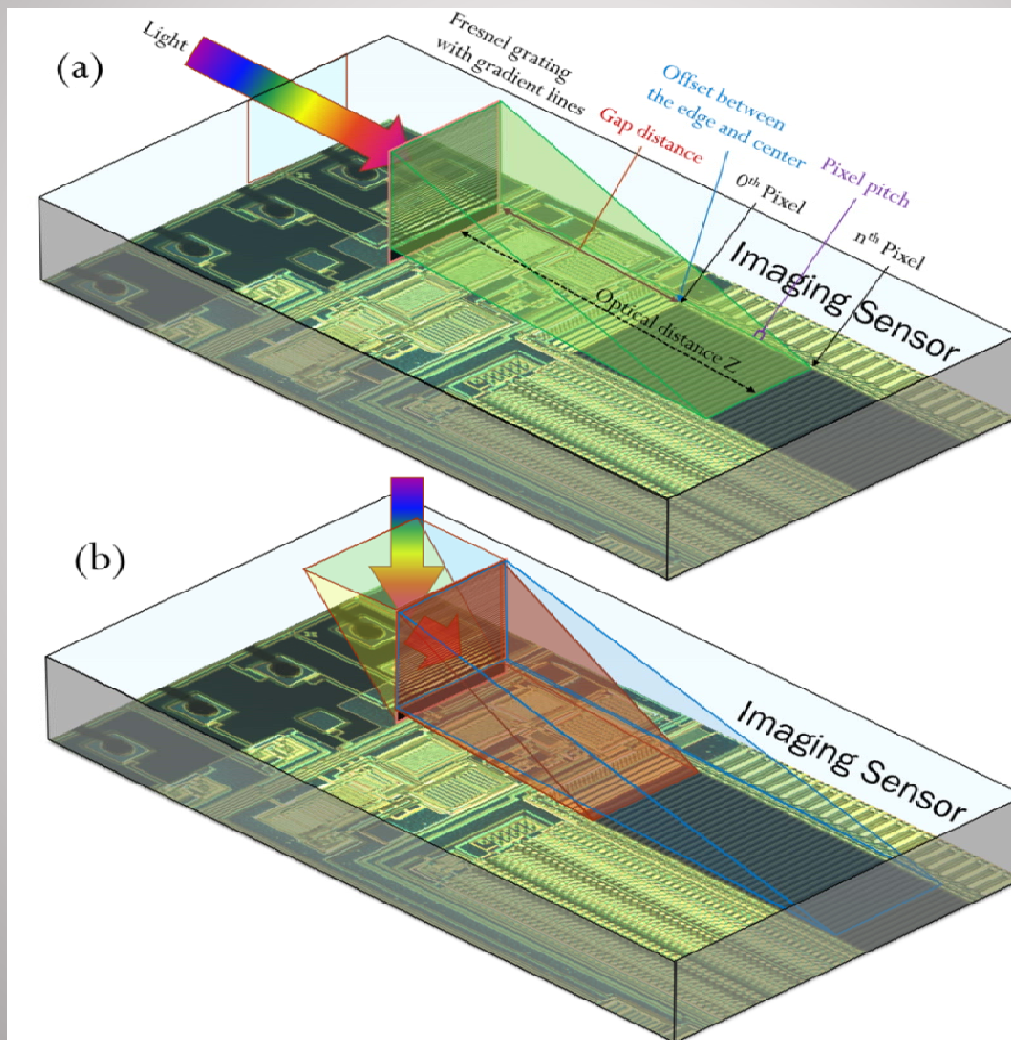 (a)
Light
Fresnel grating
with gradient lines
Gap distance
Offset between
the edge and center
0th Pixel
Pixel pitch
nth Pixel
Imaging Sensor
Optical distance Z
(b)
Imaging Sensor